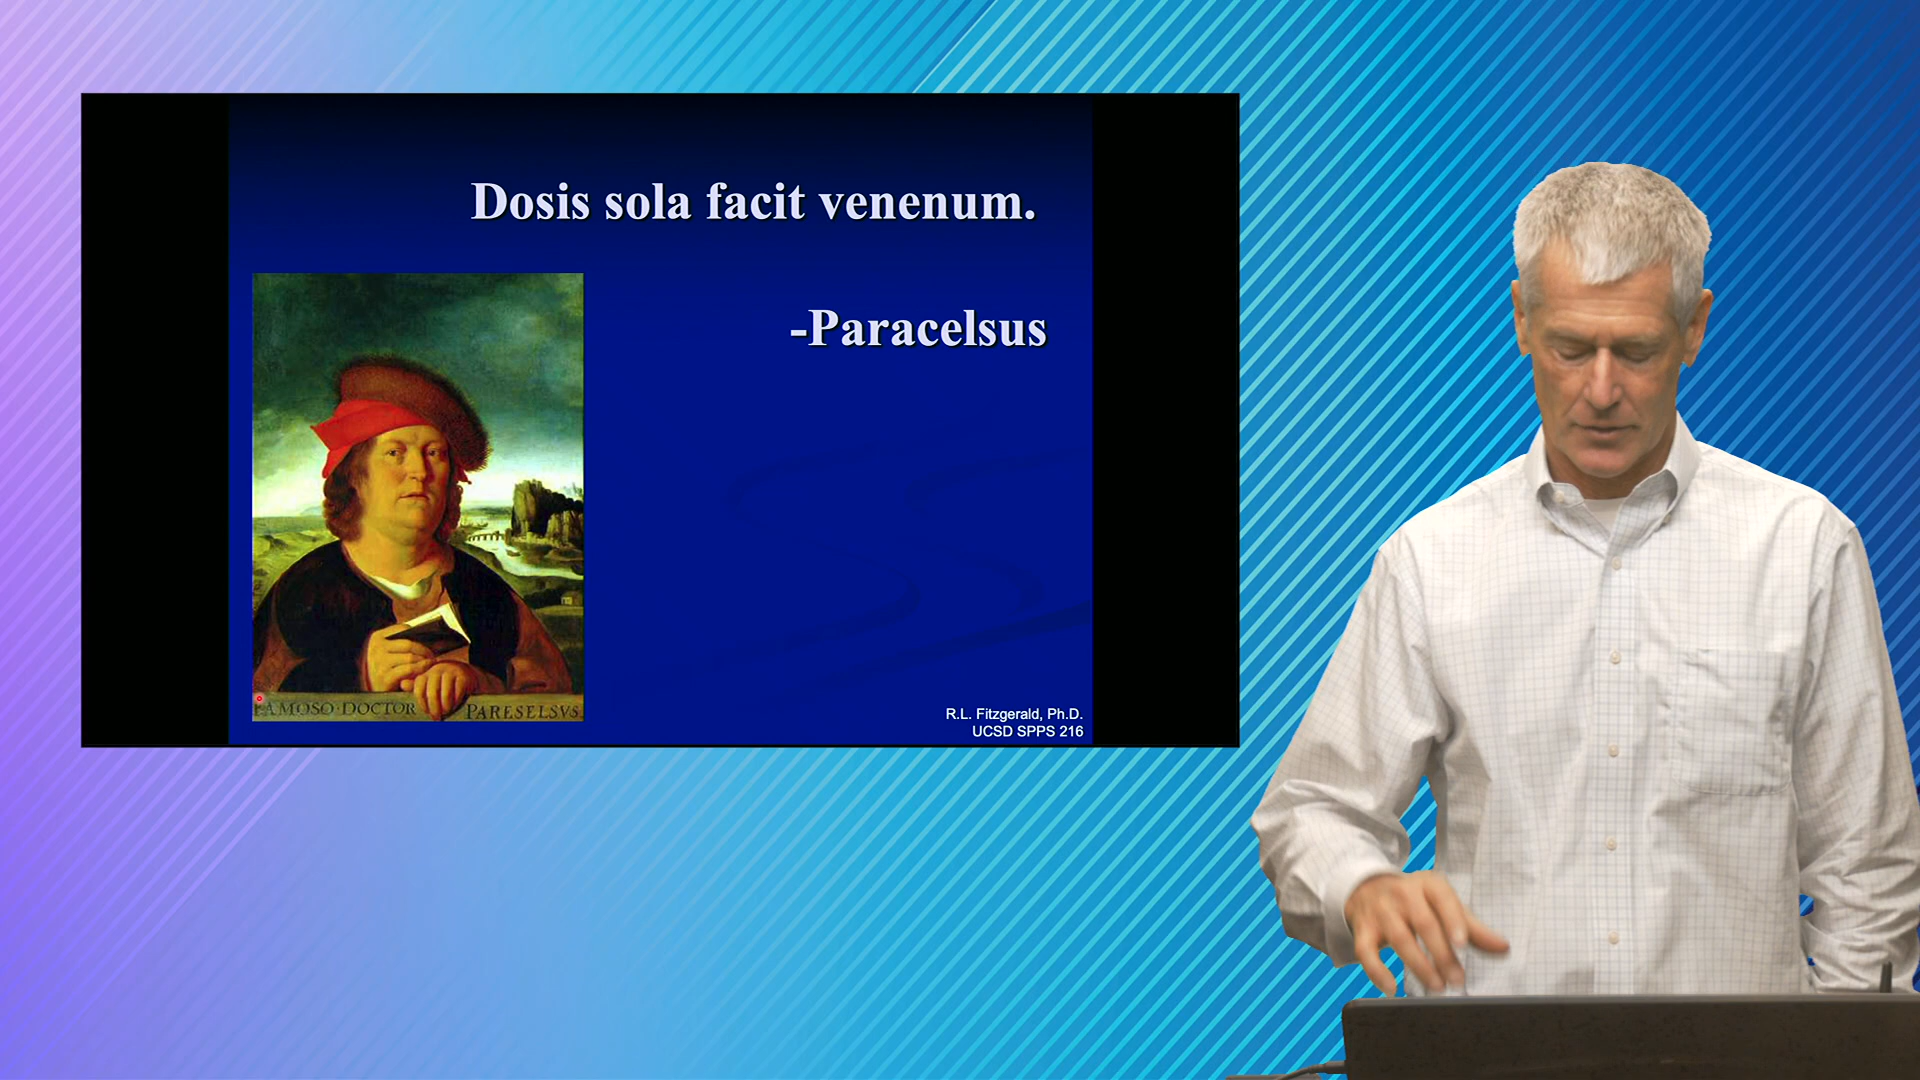 Dosis sola facit venenum.
-Paracelsus
FAMOSO·DOCTOR PARESELSVS
R.L. Fitzgerald, Ph.D.
UCSD SPPS 216